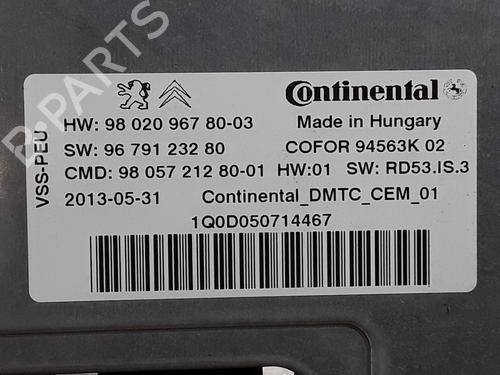 B-PARTS
Continental
VSS-PEU
HW: 98 020 967 80-03 Made in Hungary
SW: 96 791 232 80 COFOR 94563K 02
CMD: 98 057 212 80-01 HW:01 SW: RD53.IS.3
2013-05-31 Continental_DMTC_CEM_01
1Q0D050714467